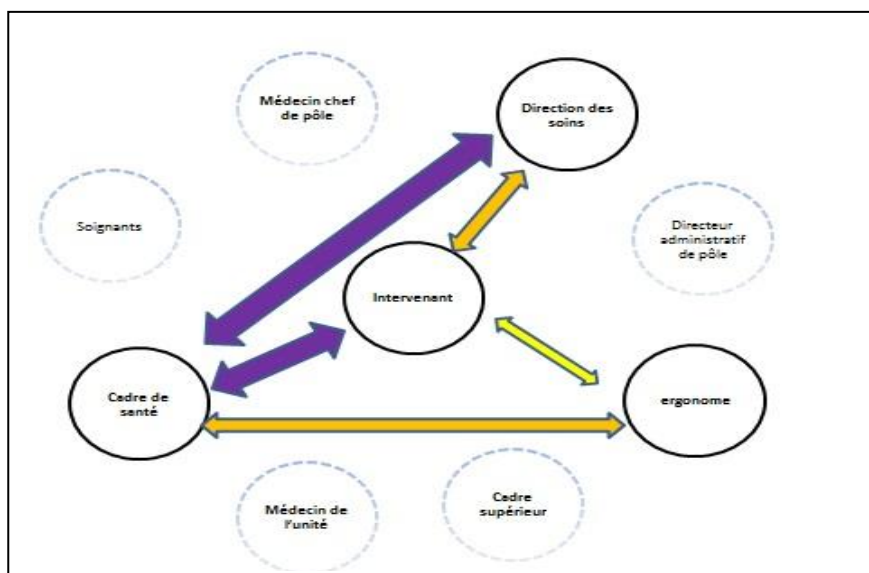 Médecin chef
de pôle
Direction des
soins
Soignants
Directeur
administratif
de pôle
Intervenant
Cadre de
santé
ergonome
Médecin de
l'unité
Cadre
supérieur